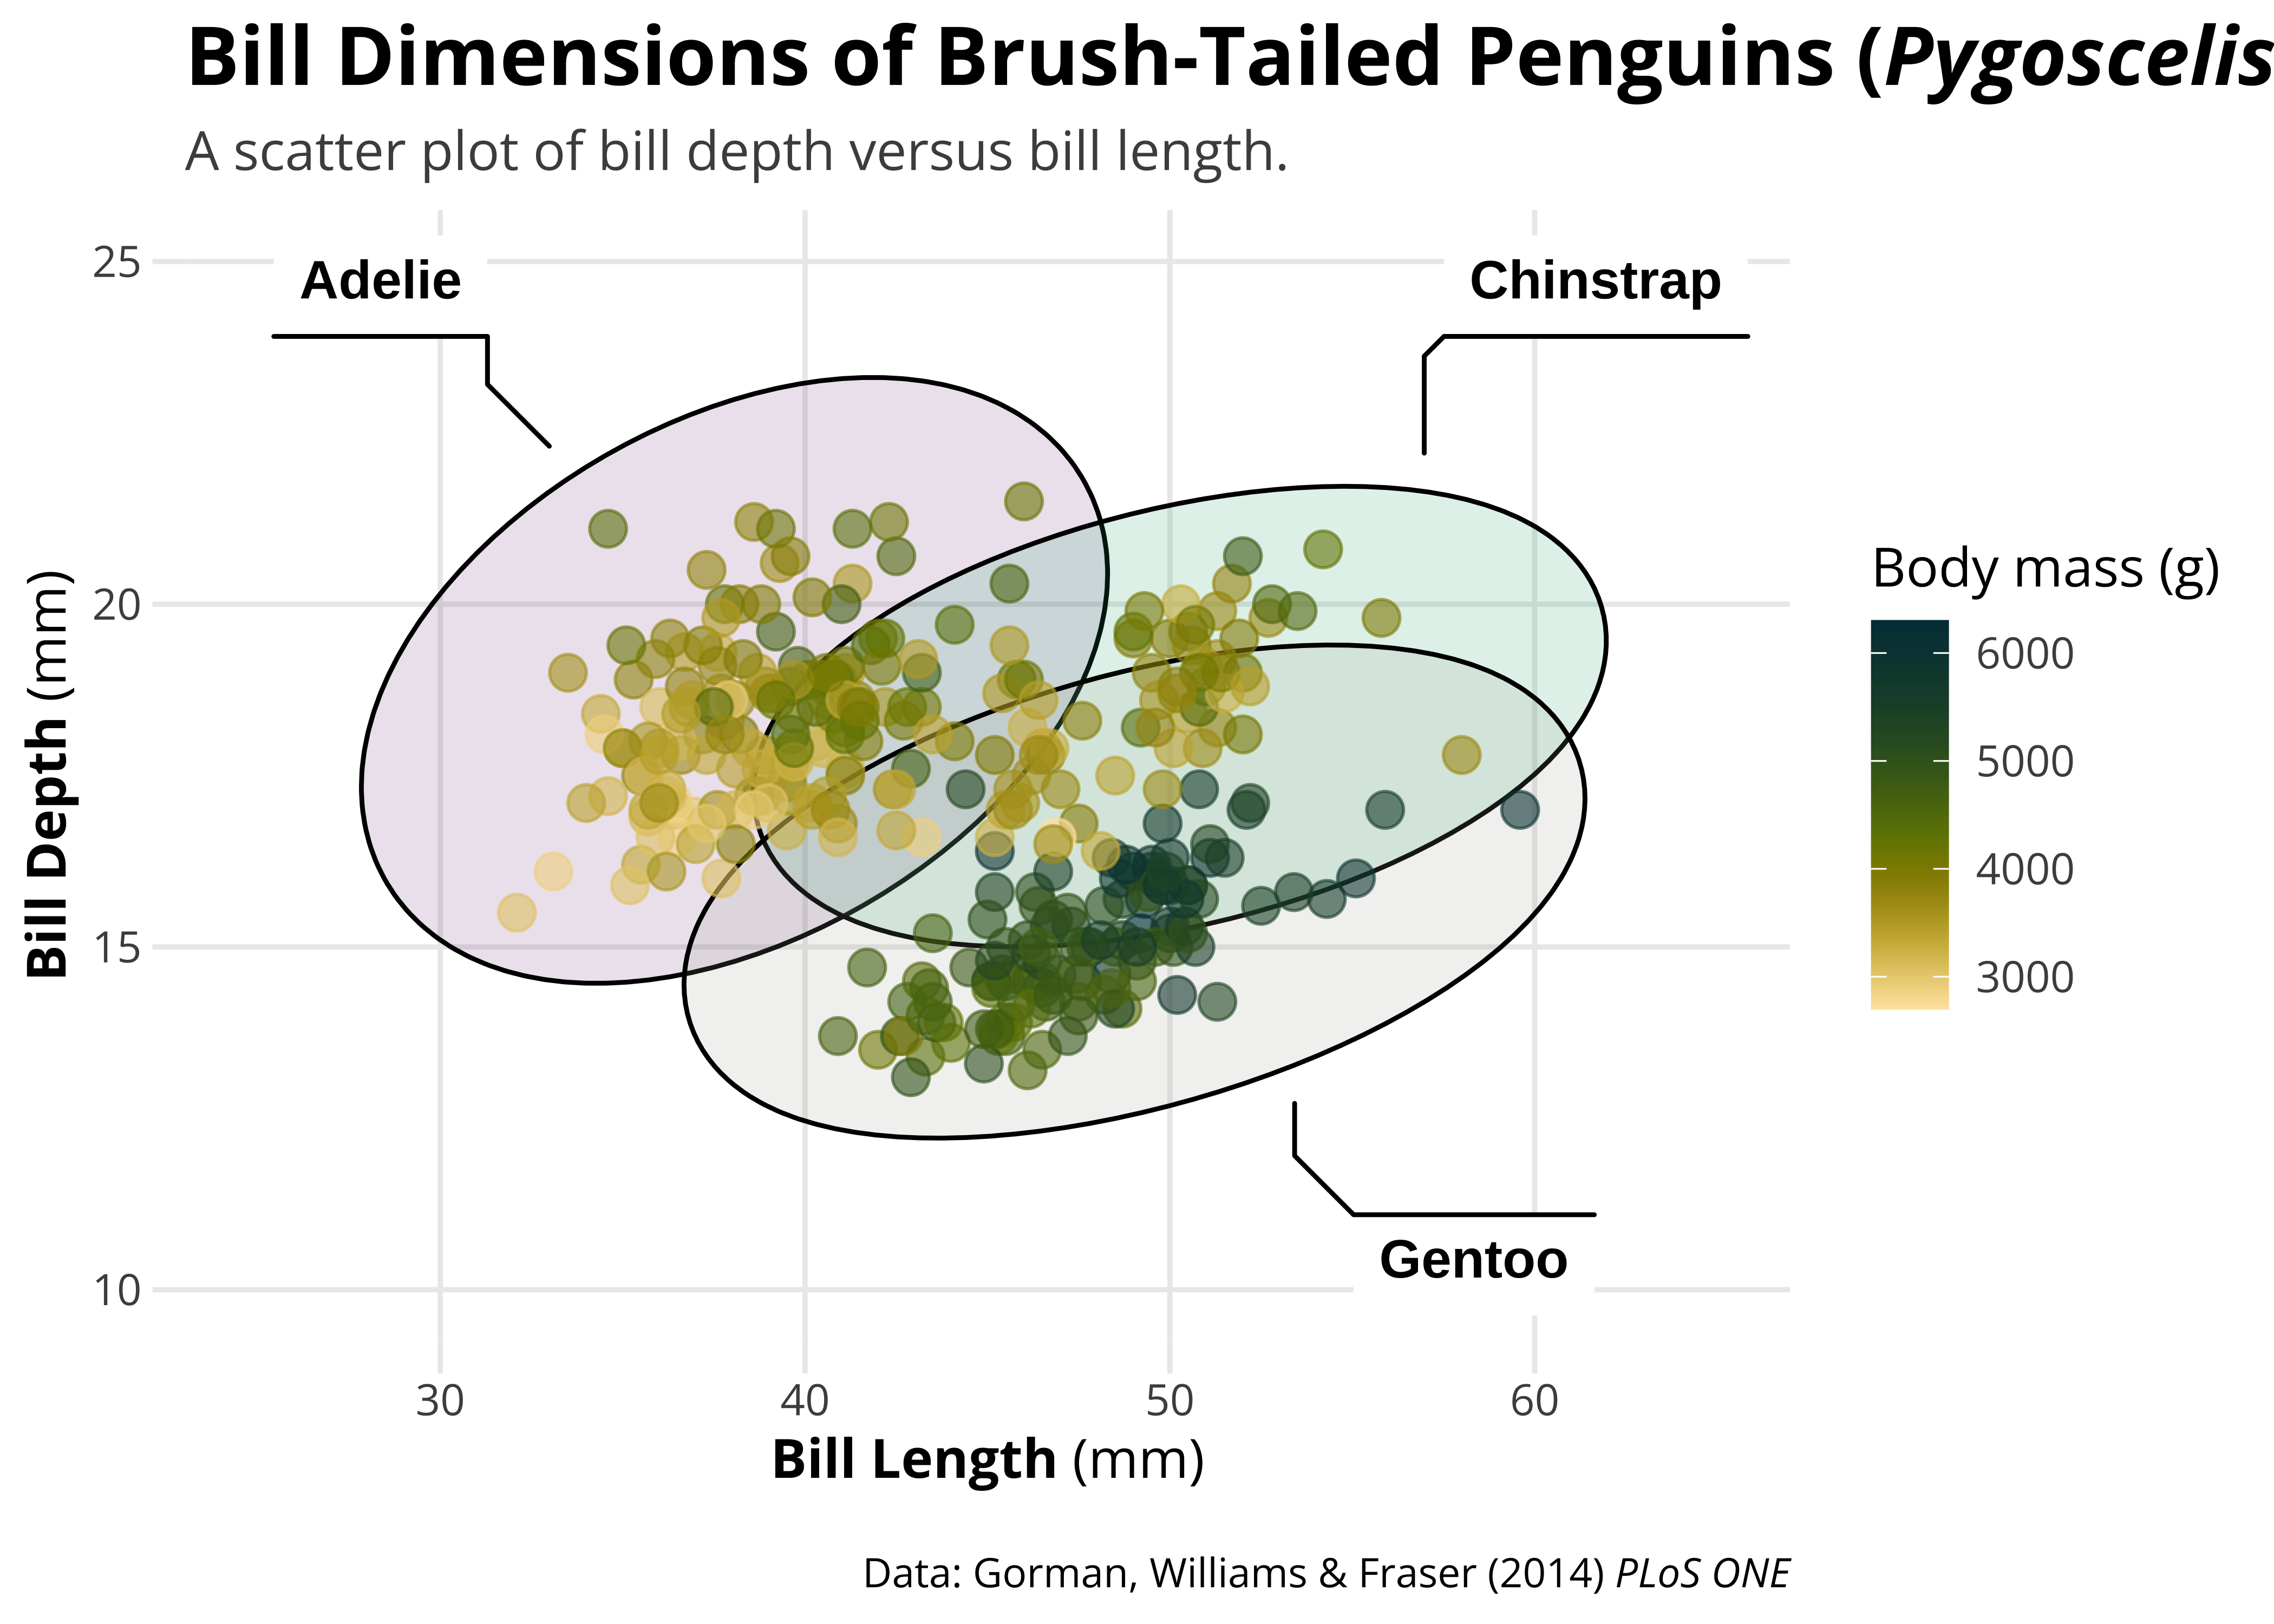 Bill Dimensions of Brush-Tailed Penguins (Pygoscelis
A scatter plot of bill depth versus bill length.
25
Adelie
Chinstrap
Body mass (g)
20
6000
5000
4000
3000
Bill Depth (mm)
15
Gentoo
10
30 40 50 60
Bill Length (mm)
Data: Gorman, Williams & Fraser (2014) PLoS ONE